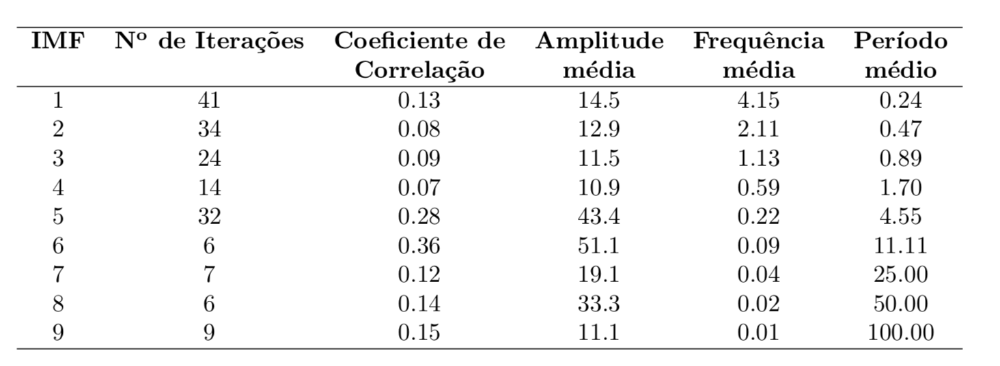 IMF Nº de Iterações Coeficiente de Amplitude Frequência Período
Correlação média média médio
1 41 0.13 14.5 4.15 0.24
2 34 0.08 12.9 2.11 0.47
3 24 0.09 11.5 1.13 0.89
4 14 0.07 10.9 0.59 1.70
5 32 0.28 43.4 0.22 4.55
6 6 0.36 51.1 0.09 11.11
7 7 0.12 19.1 0.04 25.00
8 6 0.14 33.3 0.02 50.00
9 9 0.15 11.1 0.01 100.00